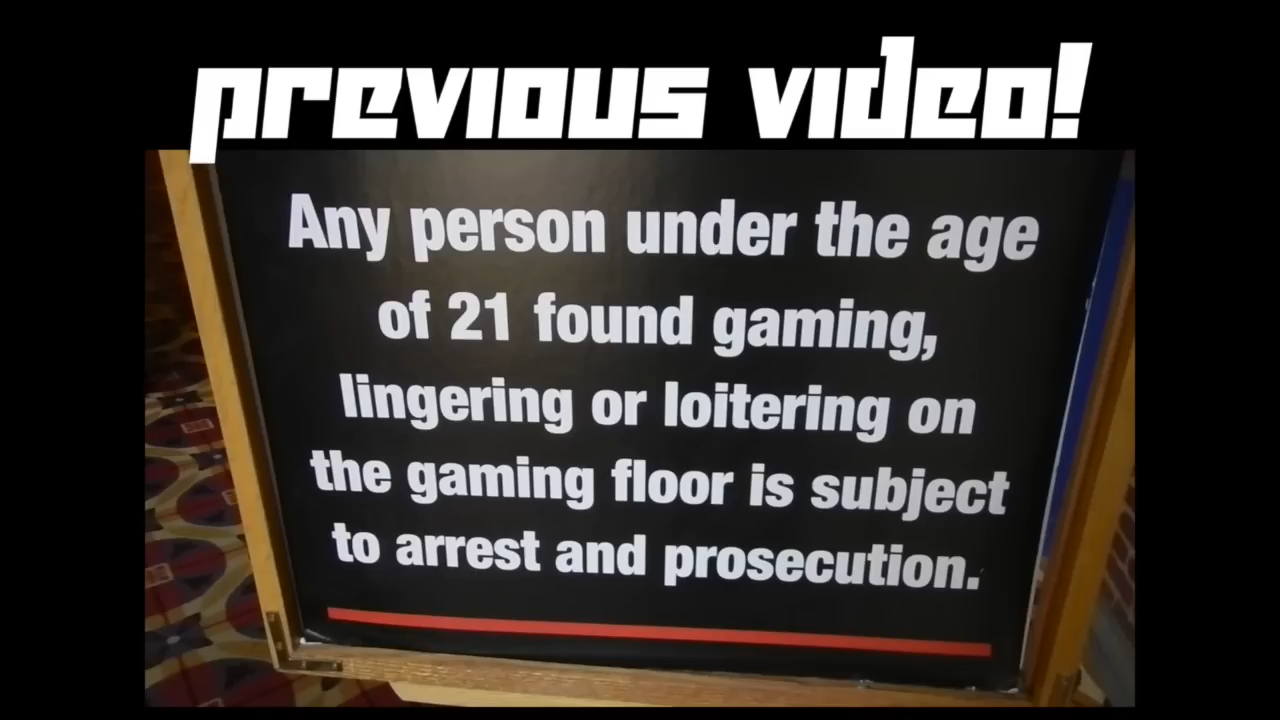 previous video!
Any person under the age
of 21 found gaming,
lingering or loitering on
the gaming floor is subject
to arrest and prosecution.